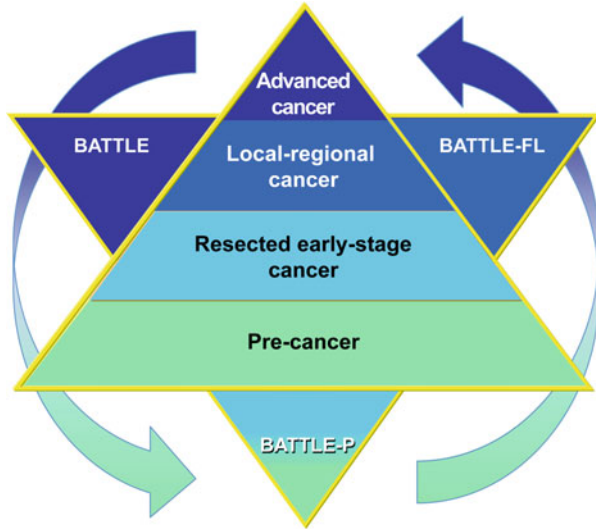 Advanced
cancer
BATTLE
BATTLE-FL
Local-regional
cancer
Resected early-stage
cancer
Pre-cancer
BATTLE-P